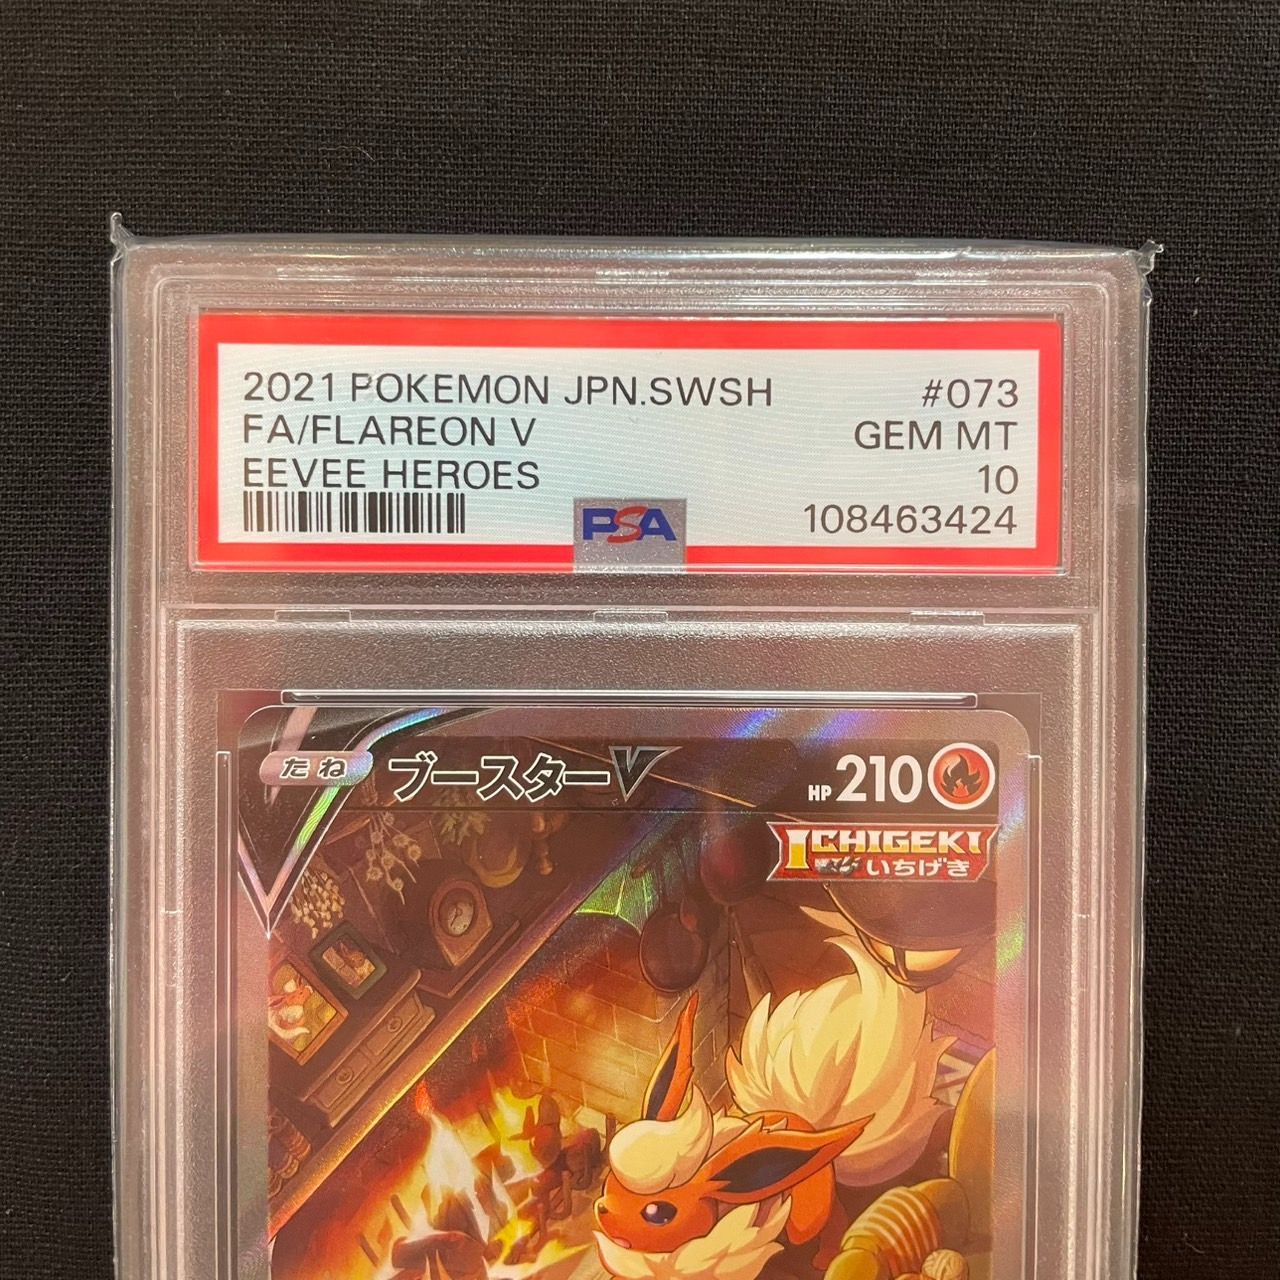 2021 POKEMON JPN.SWSH #073
FA/FLAREON V GEM MT
EEVEE HEROES 10
PSA 108463424
たね ブースターV HP 210
ICHIGEKI
いちげき